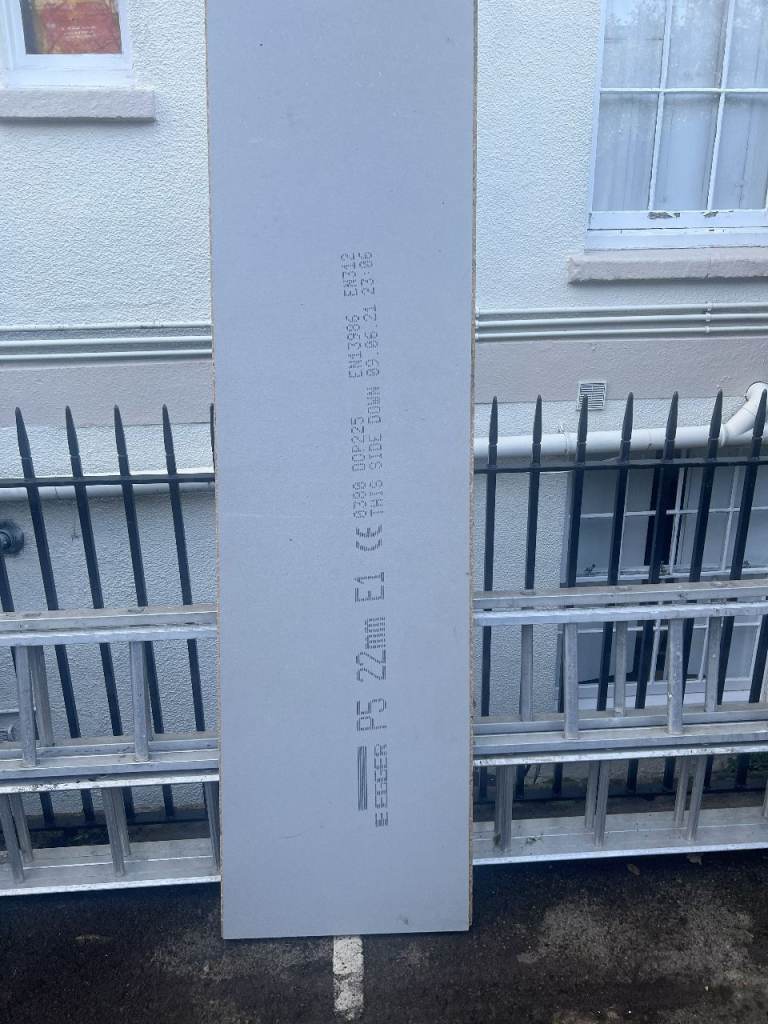 EGGER P5 22mm E1 CE 0380 DOP225 EN13986 EN312
THIS SIDE DOWN 09.06.21 23:06